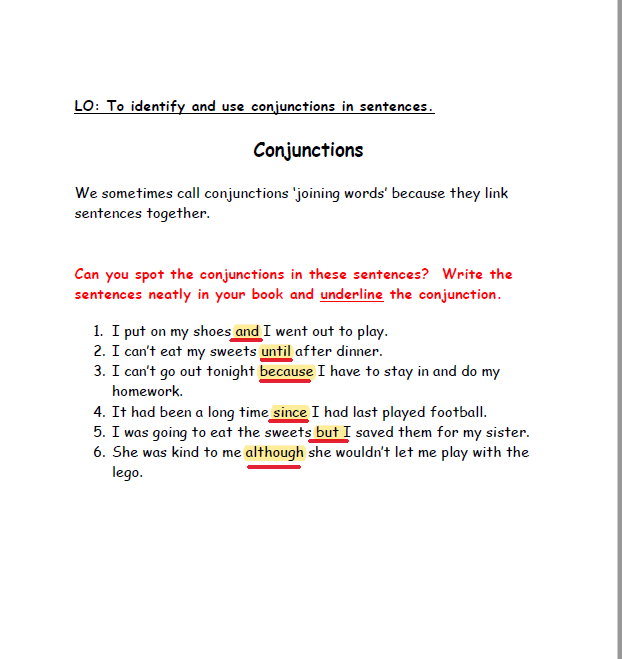 LO: To identify and use conjunctions in sentences.
Conjunctions
We sometimes call conjunctions 'joining words' because they link
sentences together.
Can you spot the conjunctions in these sentences? Write the
sentences neatly in your book and underline the conjunction.
1. I put on my shoes and I went out to play.
2. I can't eat my sweets until after dinner.
3. I can't go out tonight because I have to stay in and do my
homework.
4. It had been a long time since I had last played football.
5. I was going to eat the sweets but I saved them for my sister.
6. She was kind to me although she wouldn't let me play with the
lego.